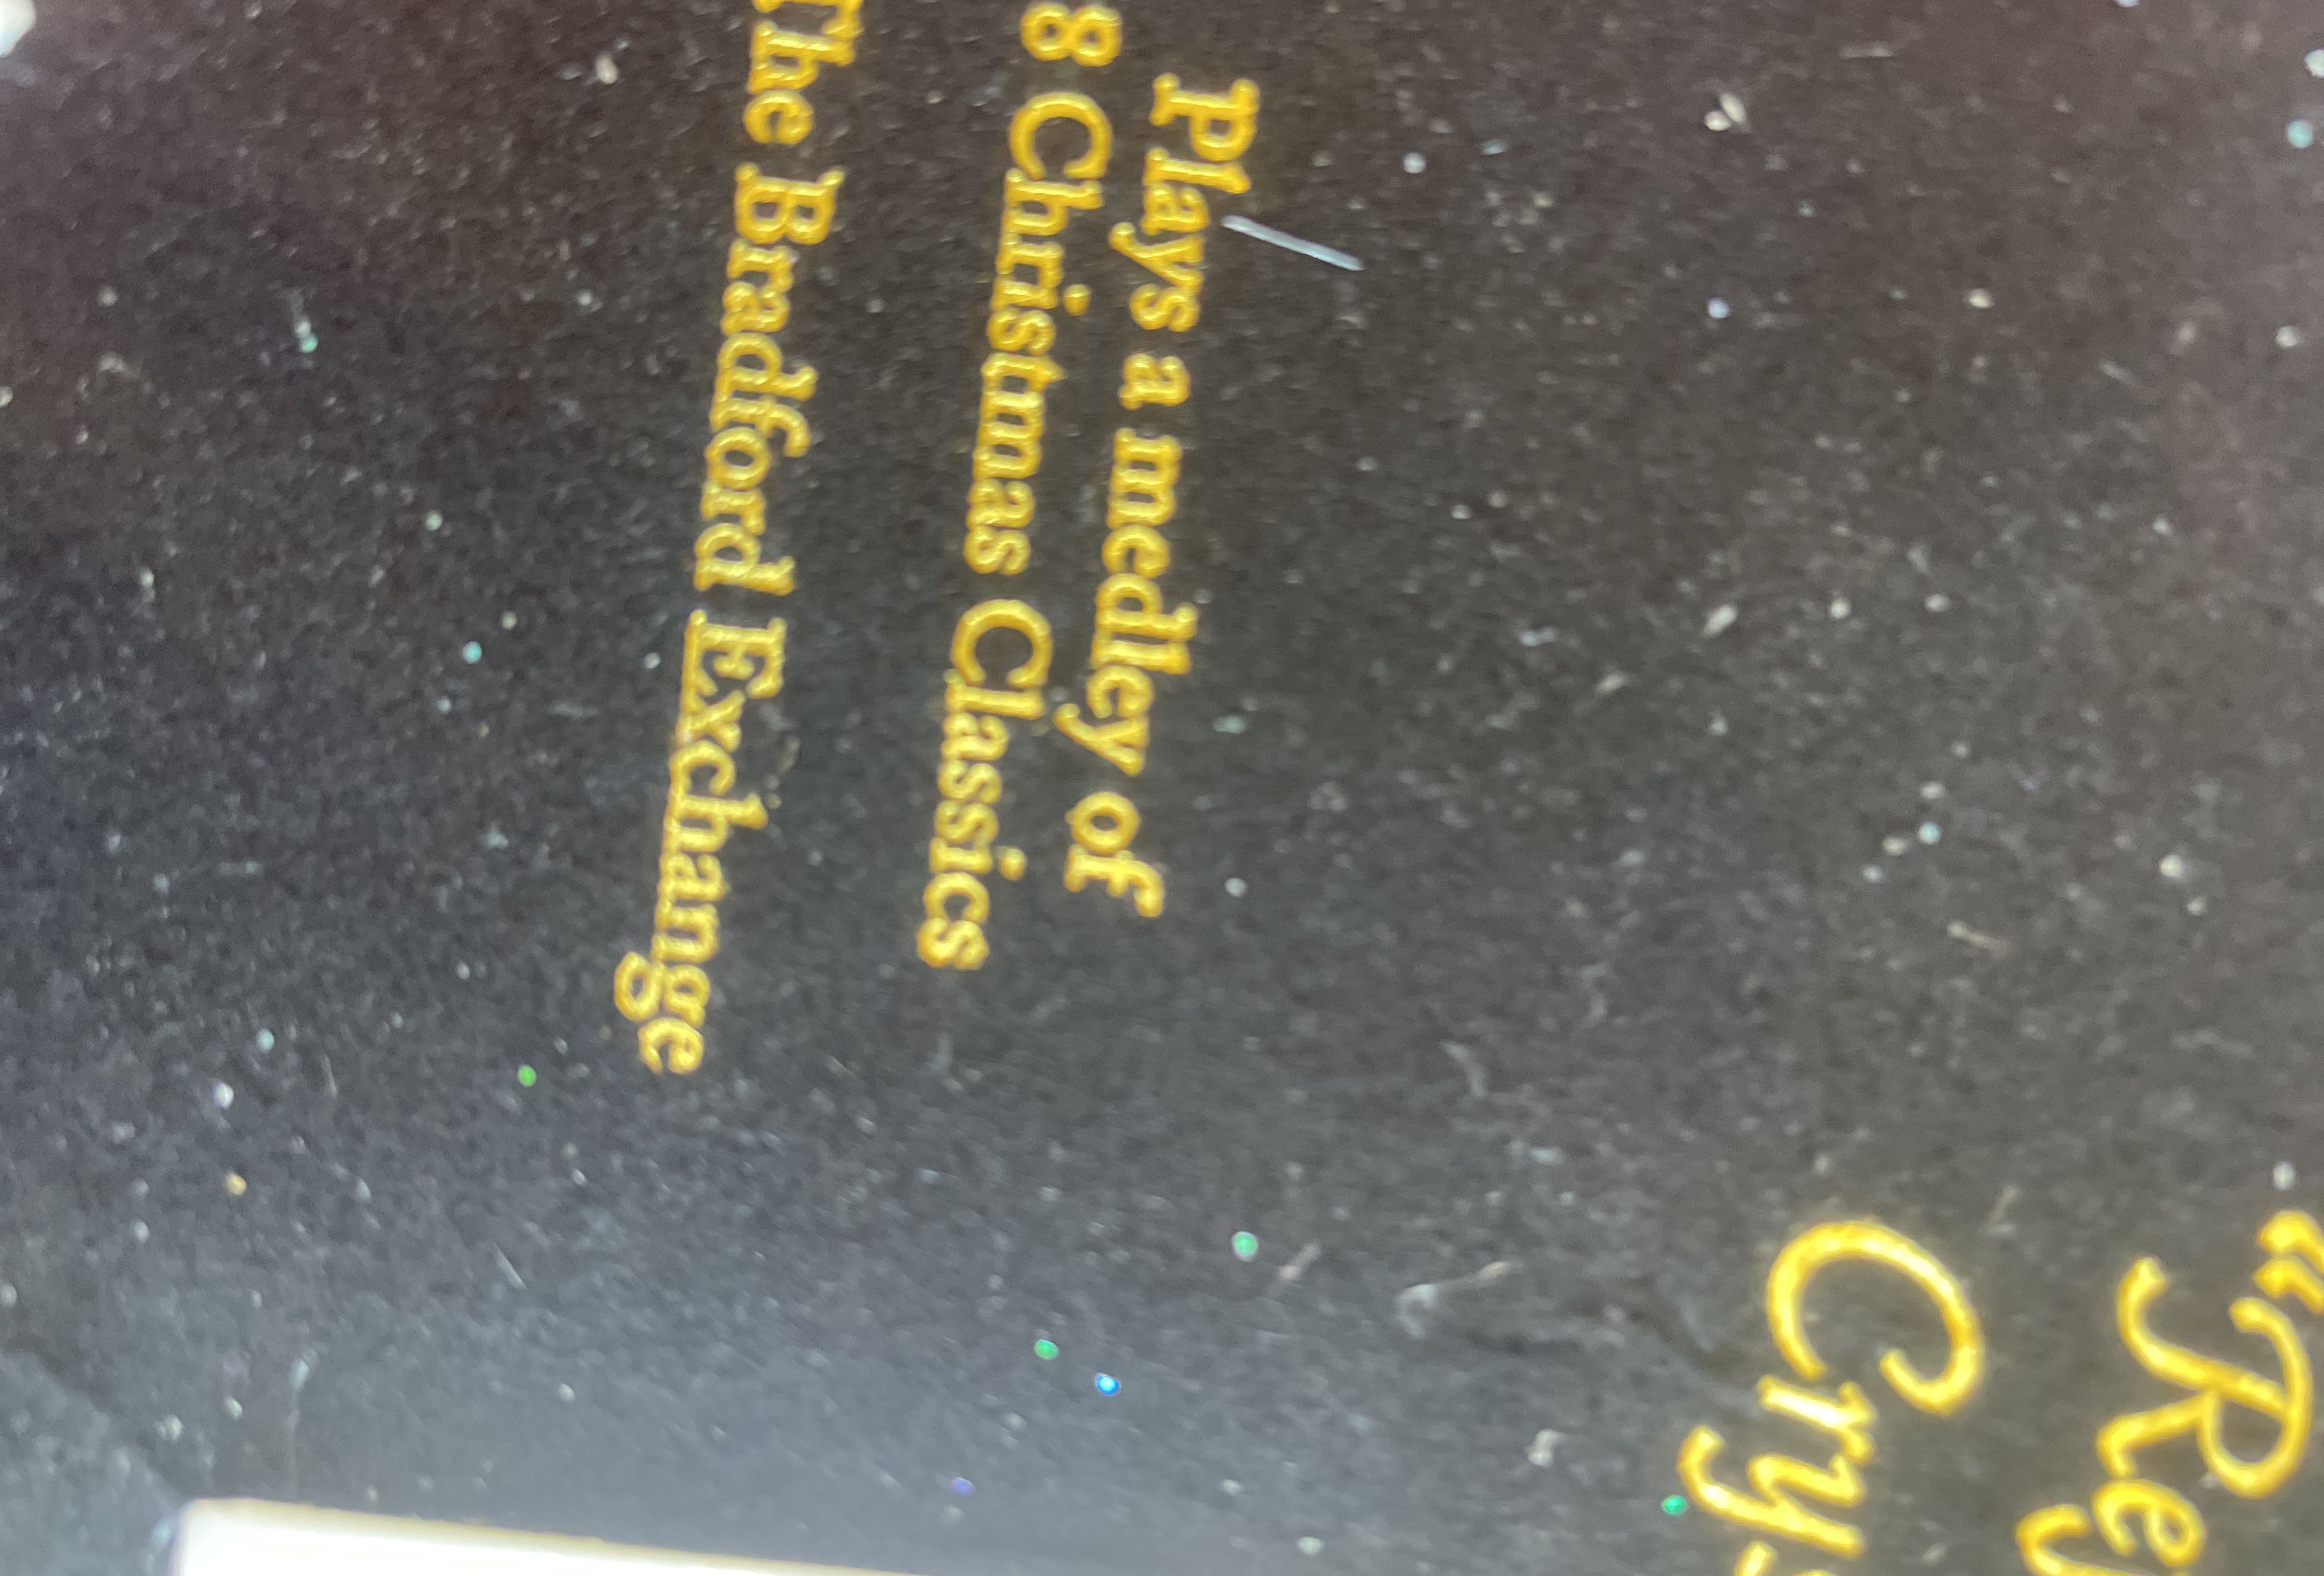 Plays a medley of
8 Christmas Classics
The Bradford Exchange